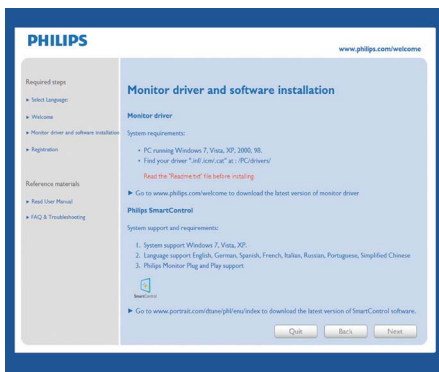 PHILIPS
www.philips.com/welcome
Required steps
► Select Language
► Welcome
► Monitor driver and software installation
► Registration
Reference materials
► Read User Manual
► FAQ & Troubleshooting
Monitor driver and software installation
Monitor driver
System requirements:
• PC running Windows 7, Vista, XP, 2000, 98.
• Find your driver ".inf/.icm/.cat" at : /PC/drivers/
Read the 'Readme.txt' file before installing
► Go to www.philips.com/welcome to download the latest version of monitor driver
Philips SmartControl
System support and requirements:
1. System support Windows 7, Vista, XP.
2. Language support English, German, Spanish, French, Italian, Russian, Portuguese, Simplified Chinese
3. Philips Monitor Plug and Play support.
SmartControl
► Go to www.portrait.com/dtune/phl/enu/index to download the latest version of SmartControl software.
Quit Back Next